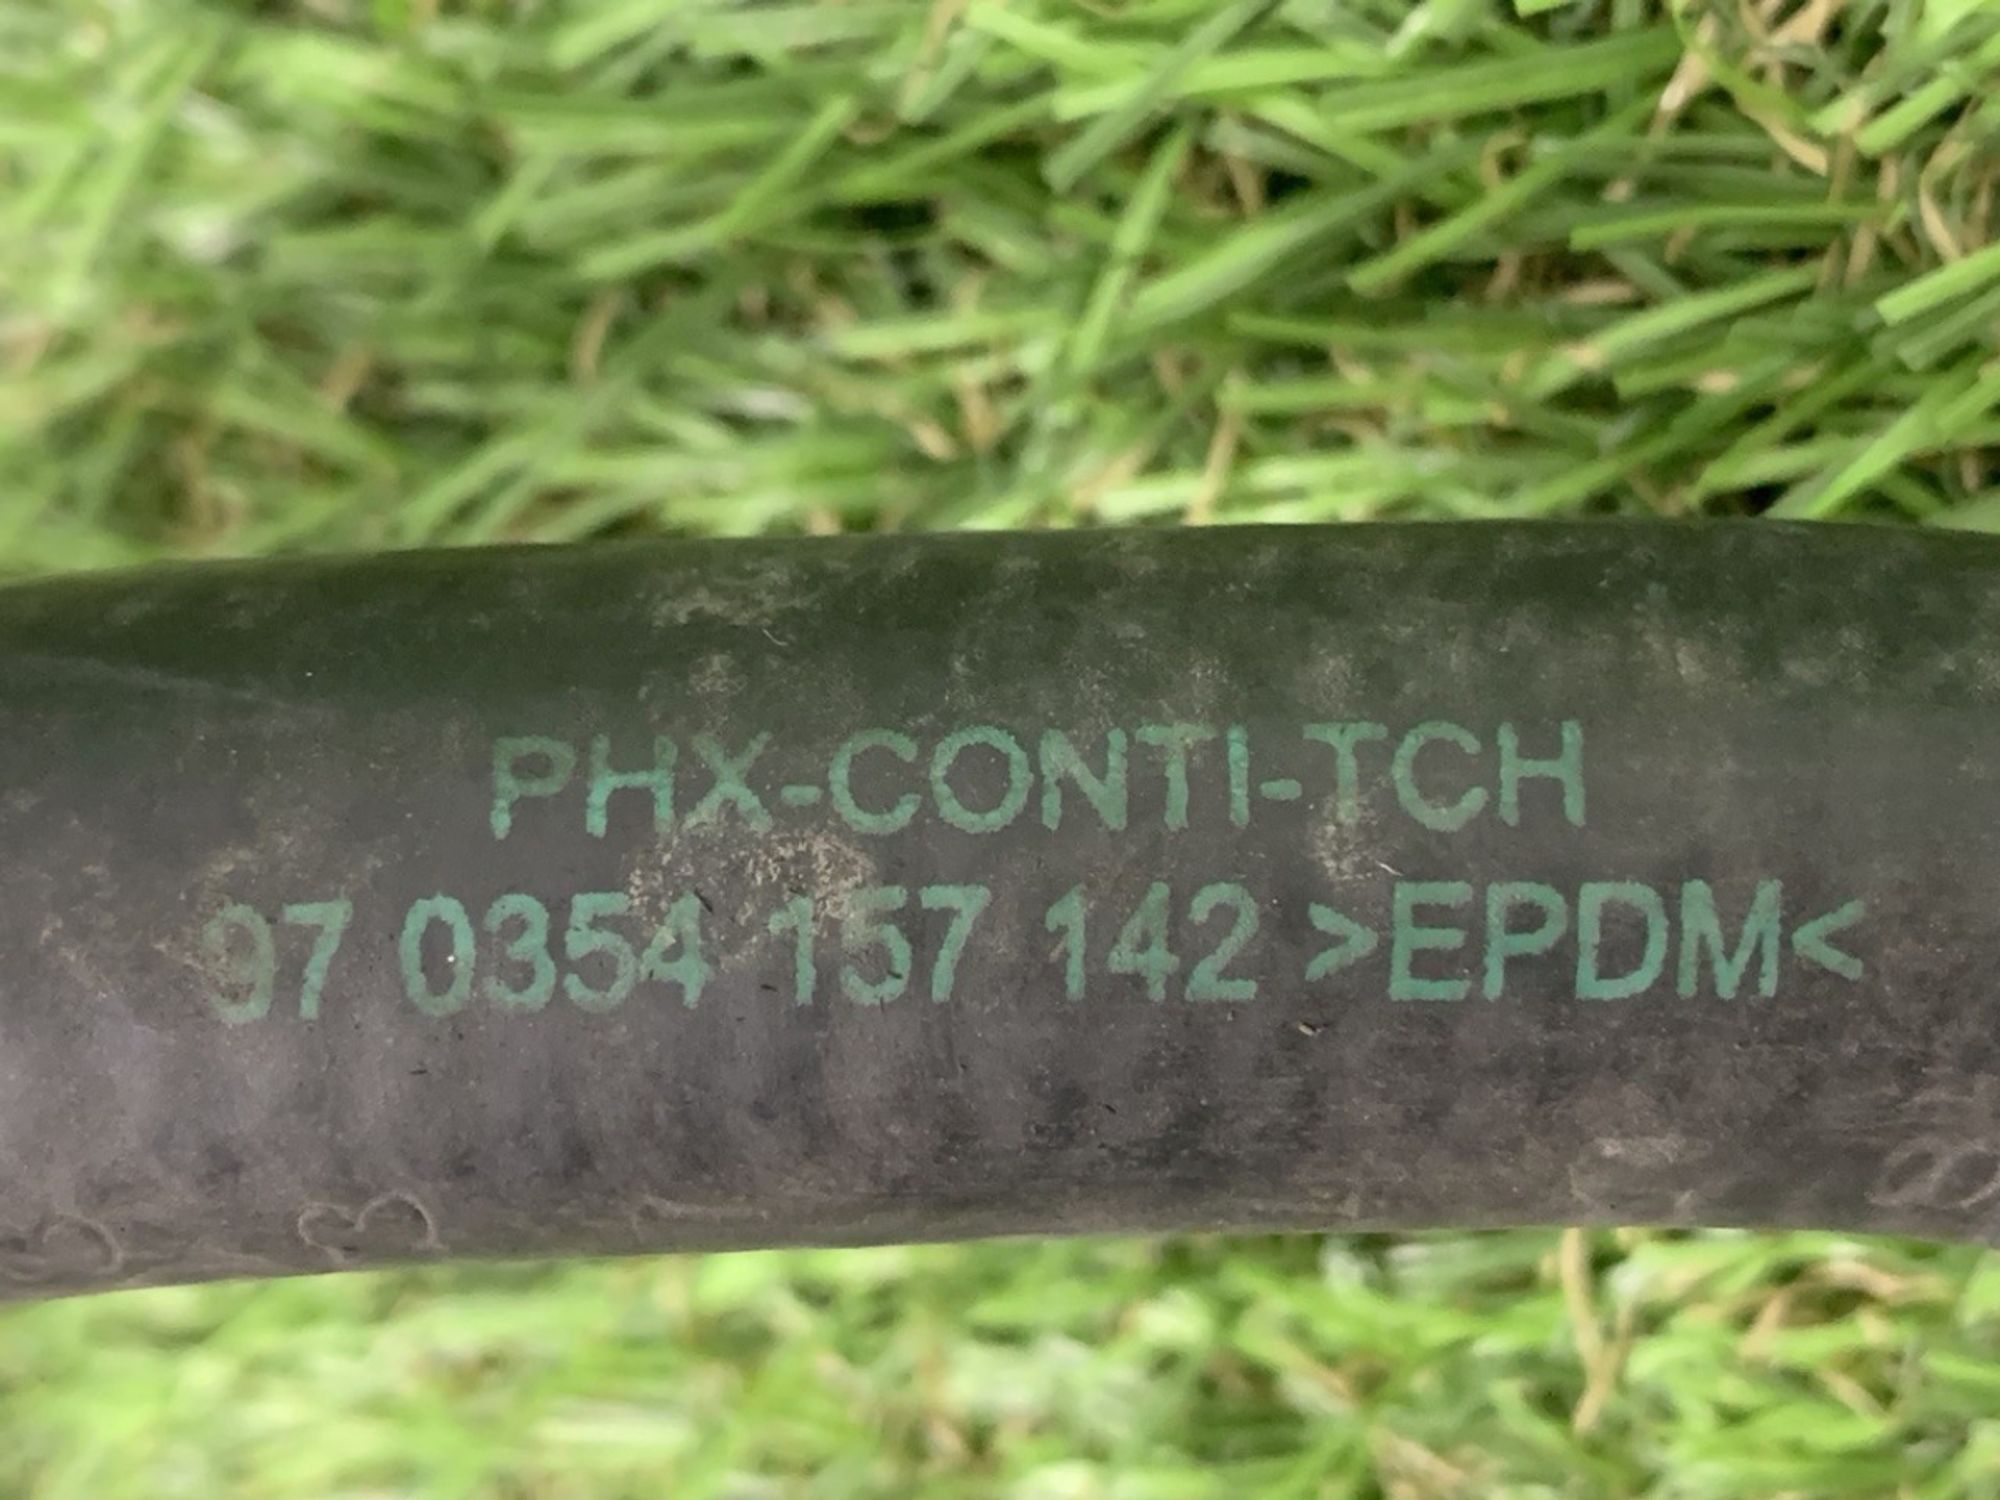 PHX-CONTI-TCH
97 0354 157 142 >EPDM<